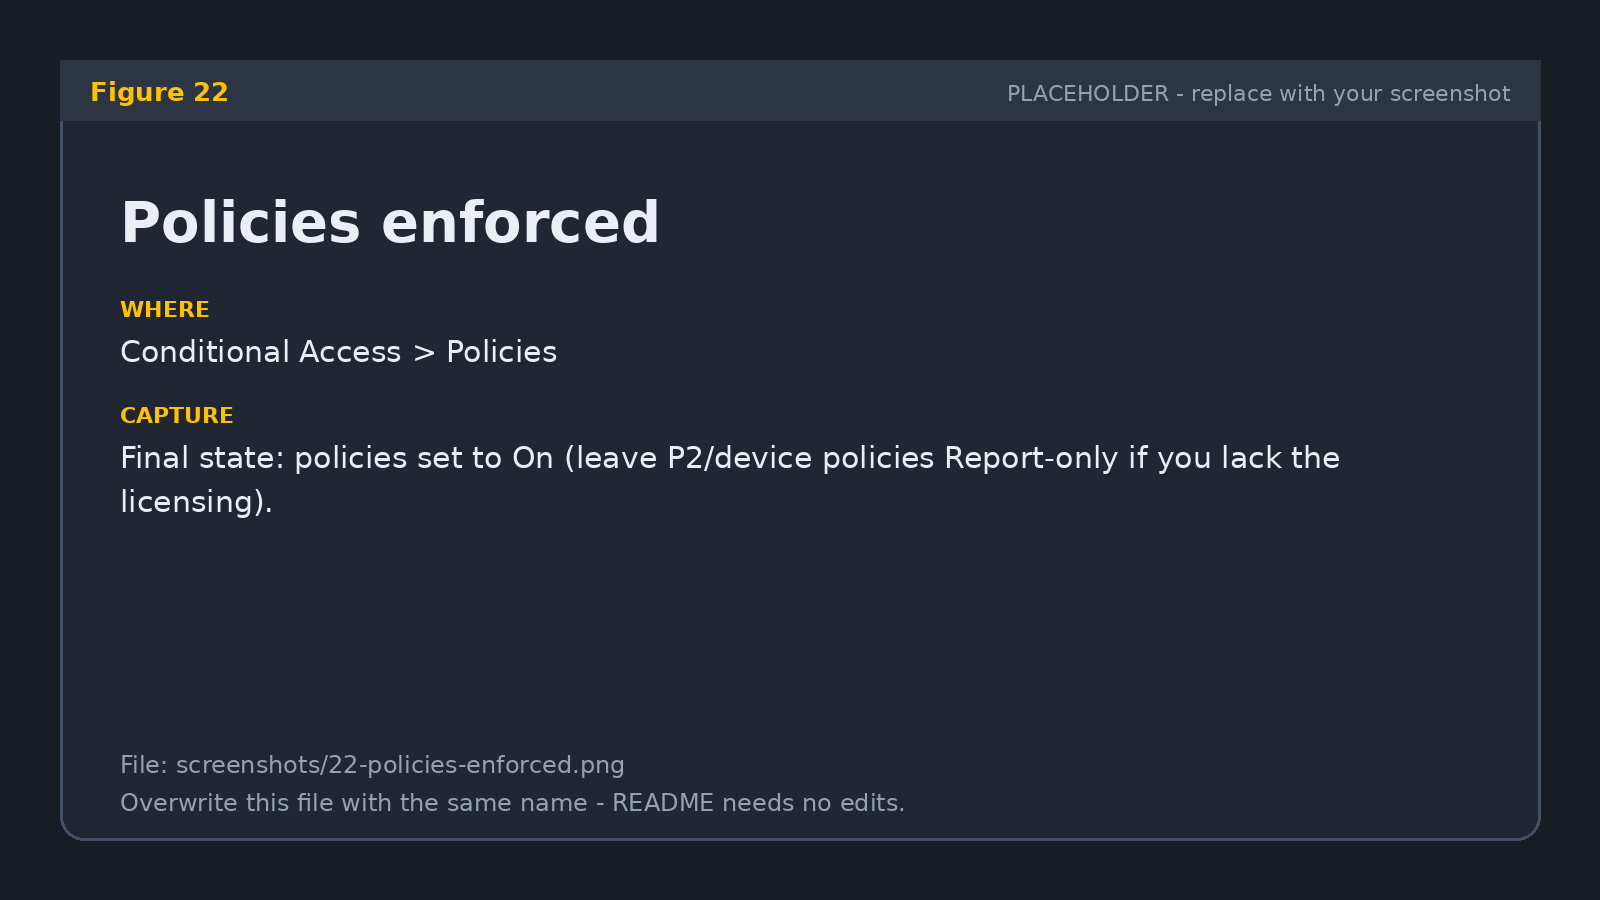 Figure 22
PLACEHOLDER - replace with your screenshot
Policies enforced
WHERE
Conditional Access > Policies
CAPTURE
Final state: policies set to On (leave P2/device policies Report-only if you lack the
licensing).
File: screenshots/22-policies-enforced.png
Overwrite this file with the same name - README needs no edits.